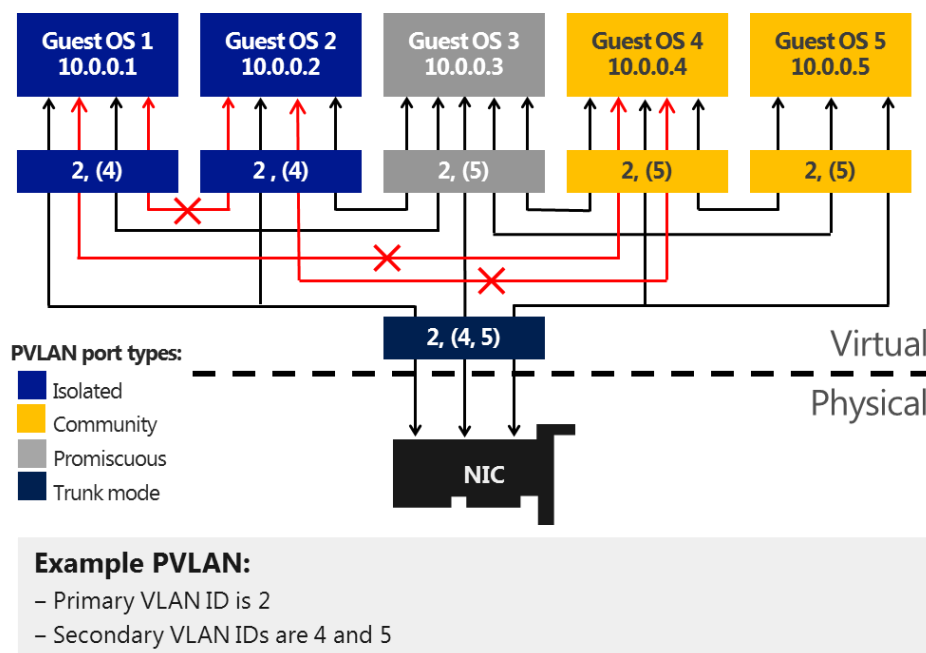 Guest OS 1
10.0.0.1
Guest OS 2
10.0.0.2
Guest OS 3
10.0.0.3
Guest OS 4
10.0.0.4
Guest OS 5
10.0.0.5
2, (4)
2 , (4)
2, (5)
2, (5)
2, (5)
2, (4, 5)
Virtual
Physical
PVLAN port types:
Isolated
Community
Promiscuous
Trunk mode
NIC
Example PVLAN:
– Primary VLAN ID is 2
– Secondary VLAN IDs are 4 and 5